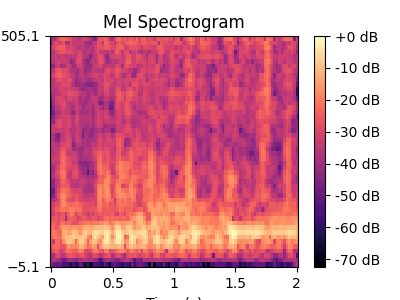 Mel Spectrogram
505.1
-5.1
0
0.5
1
1.5
2
+0 dB
-10 dB
-20 dB
-30 dB
-40 dB
-50 dB
-60 dB
-70 dB